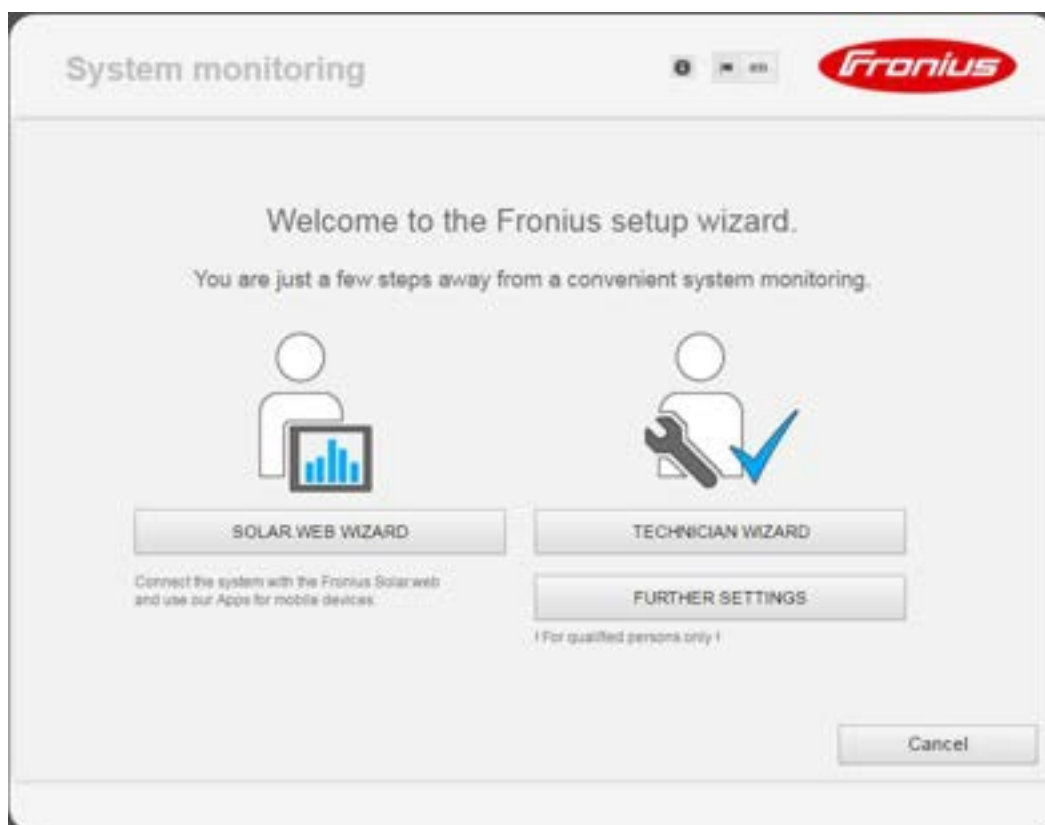 System monitoring
en
Fronius
Welcome to the Fronius setup wizard.
You are just a few steps away from a convenient system monitoring.
SOLAR.WEB WIZARD
TECHNICIAN WIZARD
Connect the system with the Fronius Solar.web
and use our Apps for mobile devices
FURTHER SETTINGS
! For qualified persons only !
Cancel